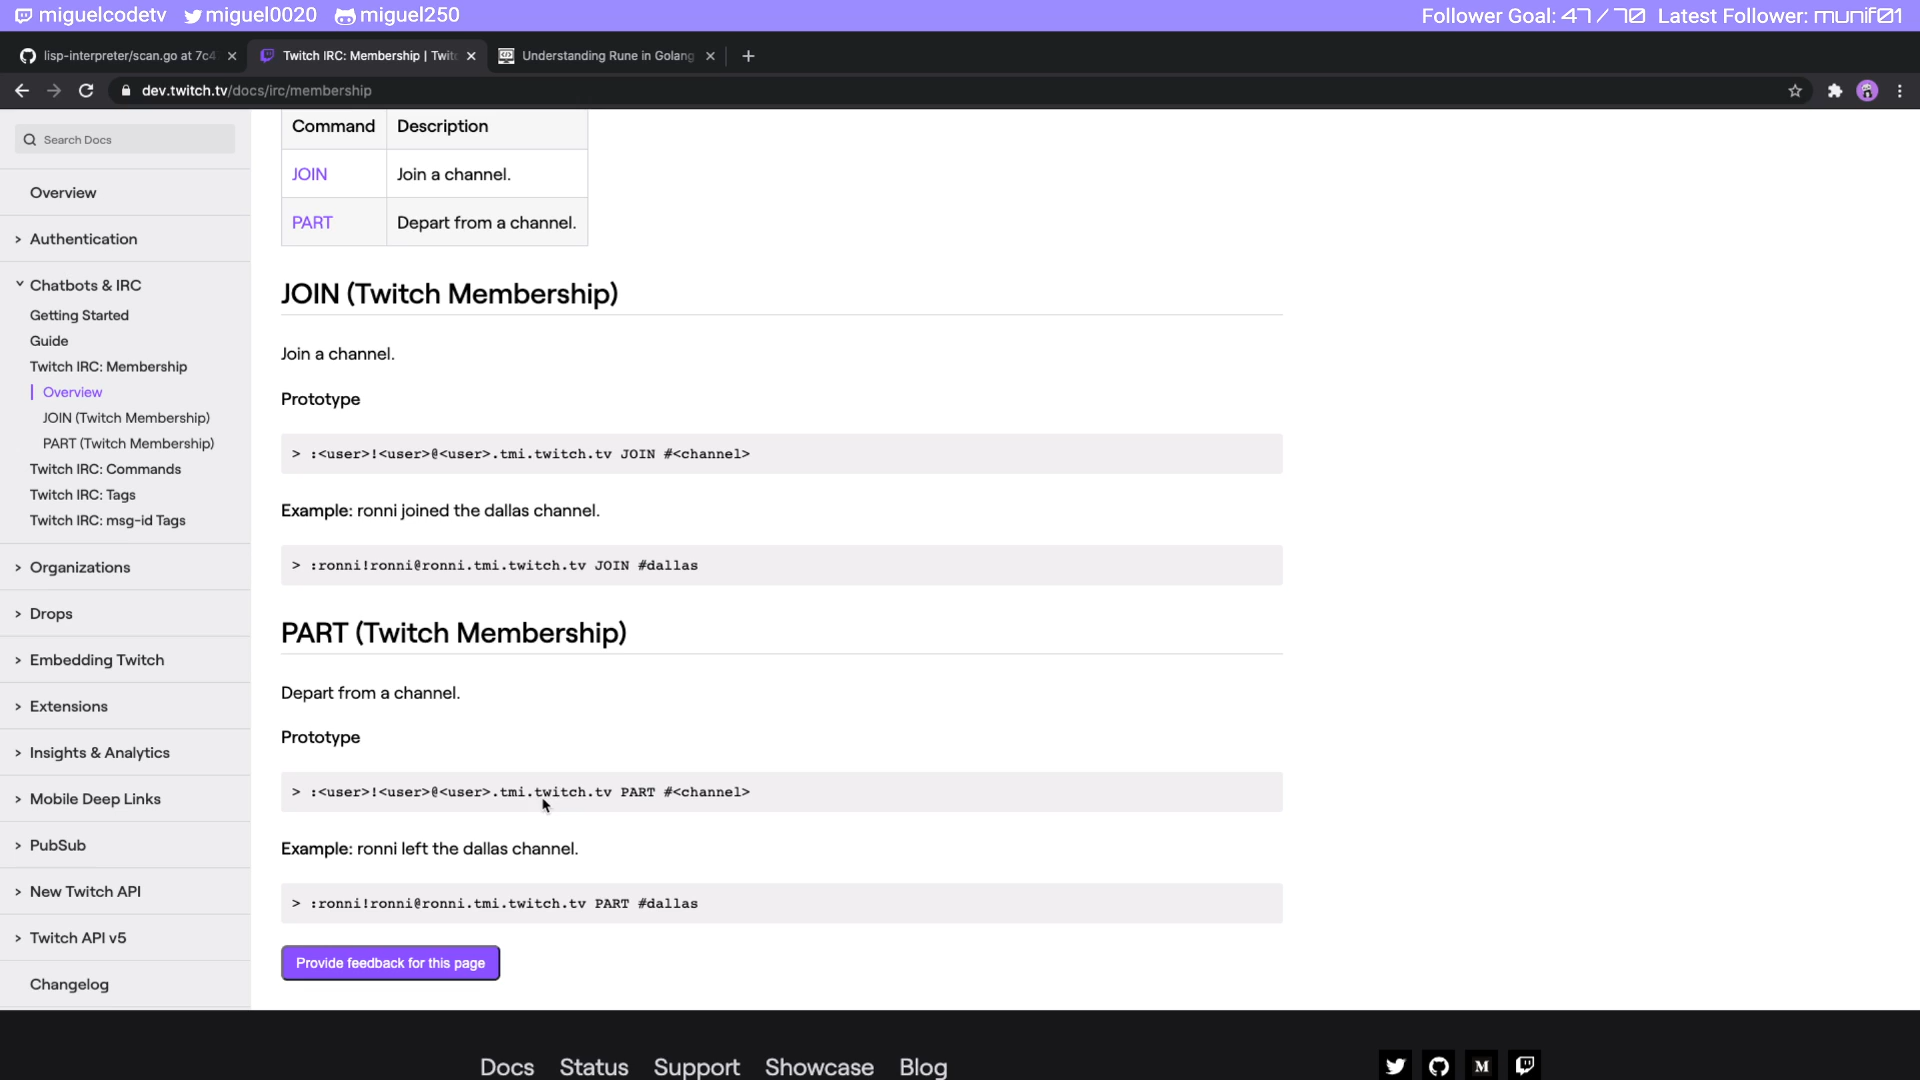 miguelcodetv miguel0020 miguel250 Follower Goal: 47 / 70 Latest Follower: munif01
lisp-interpreter/scan.go at 7c4 Twitch IRC: Membership | Twitc Understanding Rune in Golang
dev.twitch.tv/docs/irc/membership
Search Docs
Overview
Authentication
Chatbots & IRC
Getting Started
Guide
Twitch IRC: Membership
Overview
JOIN (Twitch Membership)
PART (Twitch Membership)
Twitch IRC: Commands
Twitch IRC: Tags
Twitch IRC: msg-id Tags
Organizations
Drops
Embedding Twitch
Extensions
Insights & Analytics
Mobile Deep Links
PubSub
New Twitch API
Twitch API v5
Changelog
Command Description
JOIN Join a channel.
PART Depart from a channel.
JOIN (Twitch Membership)
Join a channel.
Prototype
> :<user>!<user>@<user>.tmi.twitch.tv JOIN #<channel>
Example: ronni joined the dallas channel.
> :ronni!ronni@ronni.tmi.twitch.tv JOIN #dallas
PART (Twitch Membership)
Depart from a channel.
Prototype
> :<user>!<user>@<user>.tmi.twitch.tv PART #<channel>
Example: ronni left the dallas channel.
> :ronni!ronni@ronni.tmi.twitch.tv PART #dallas
Provide feedback for this page
Docs Status Support Showcase Blog